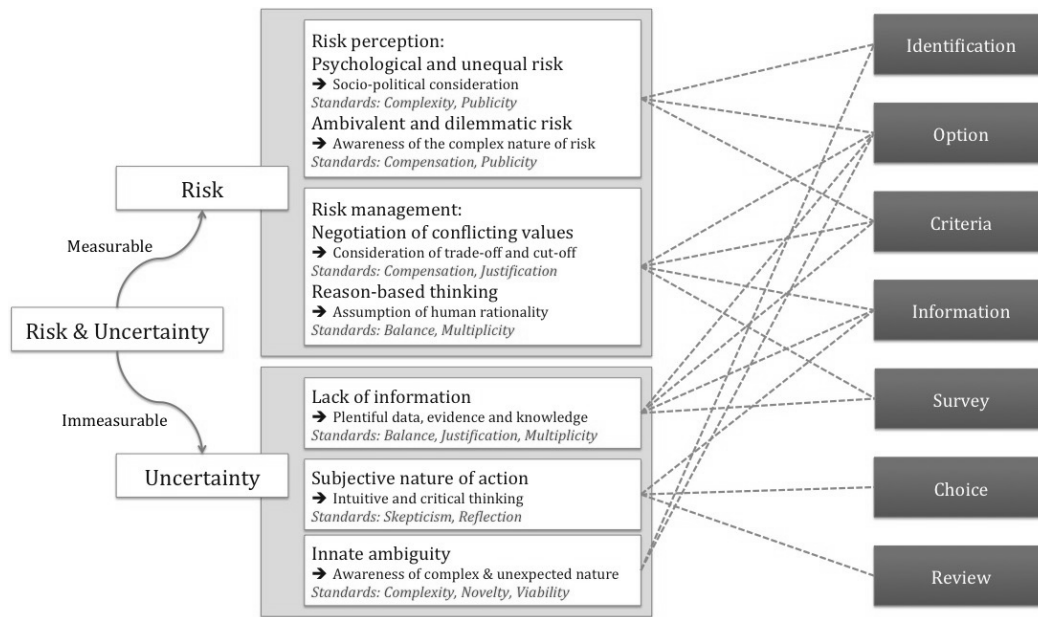 Risk & Uncertainty
Measurable
Immeasurable
Risk
Uncertainty
Risk perception:
Psychological and unequal risk
➔ Socio-political consideration
Standards: Complexity, Publicity
Ambivalent and dilemmatic risk
➔ Awareness of the complex nature of risk
Standards: Compensation, Publicity
Risk management:
Negotiation of conflicting values
➔ Consideration of trade-off and cut-off
Standards: Compensation, Justification
Reason-based thinking
➔ Assumption of human rationality
Standards: Balance, Multiplicity
Lack of information
➔ Plentiful data, evidence and knowledge
Standards: Balance, Justification, Multiplicity
Subjective nature of action
➔ Intuitive and critical thinking
Standards: Skepticism, Reflection
Innate ambiguity
➔ Awareness of complex & unexpected nature
Standards: Complexity, Novelty, Viability
Identification
Option
Criteria
Information
Survey
Choice
Review